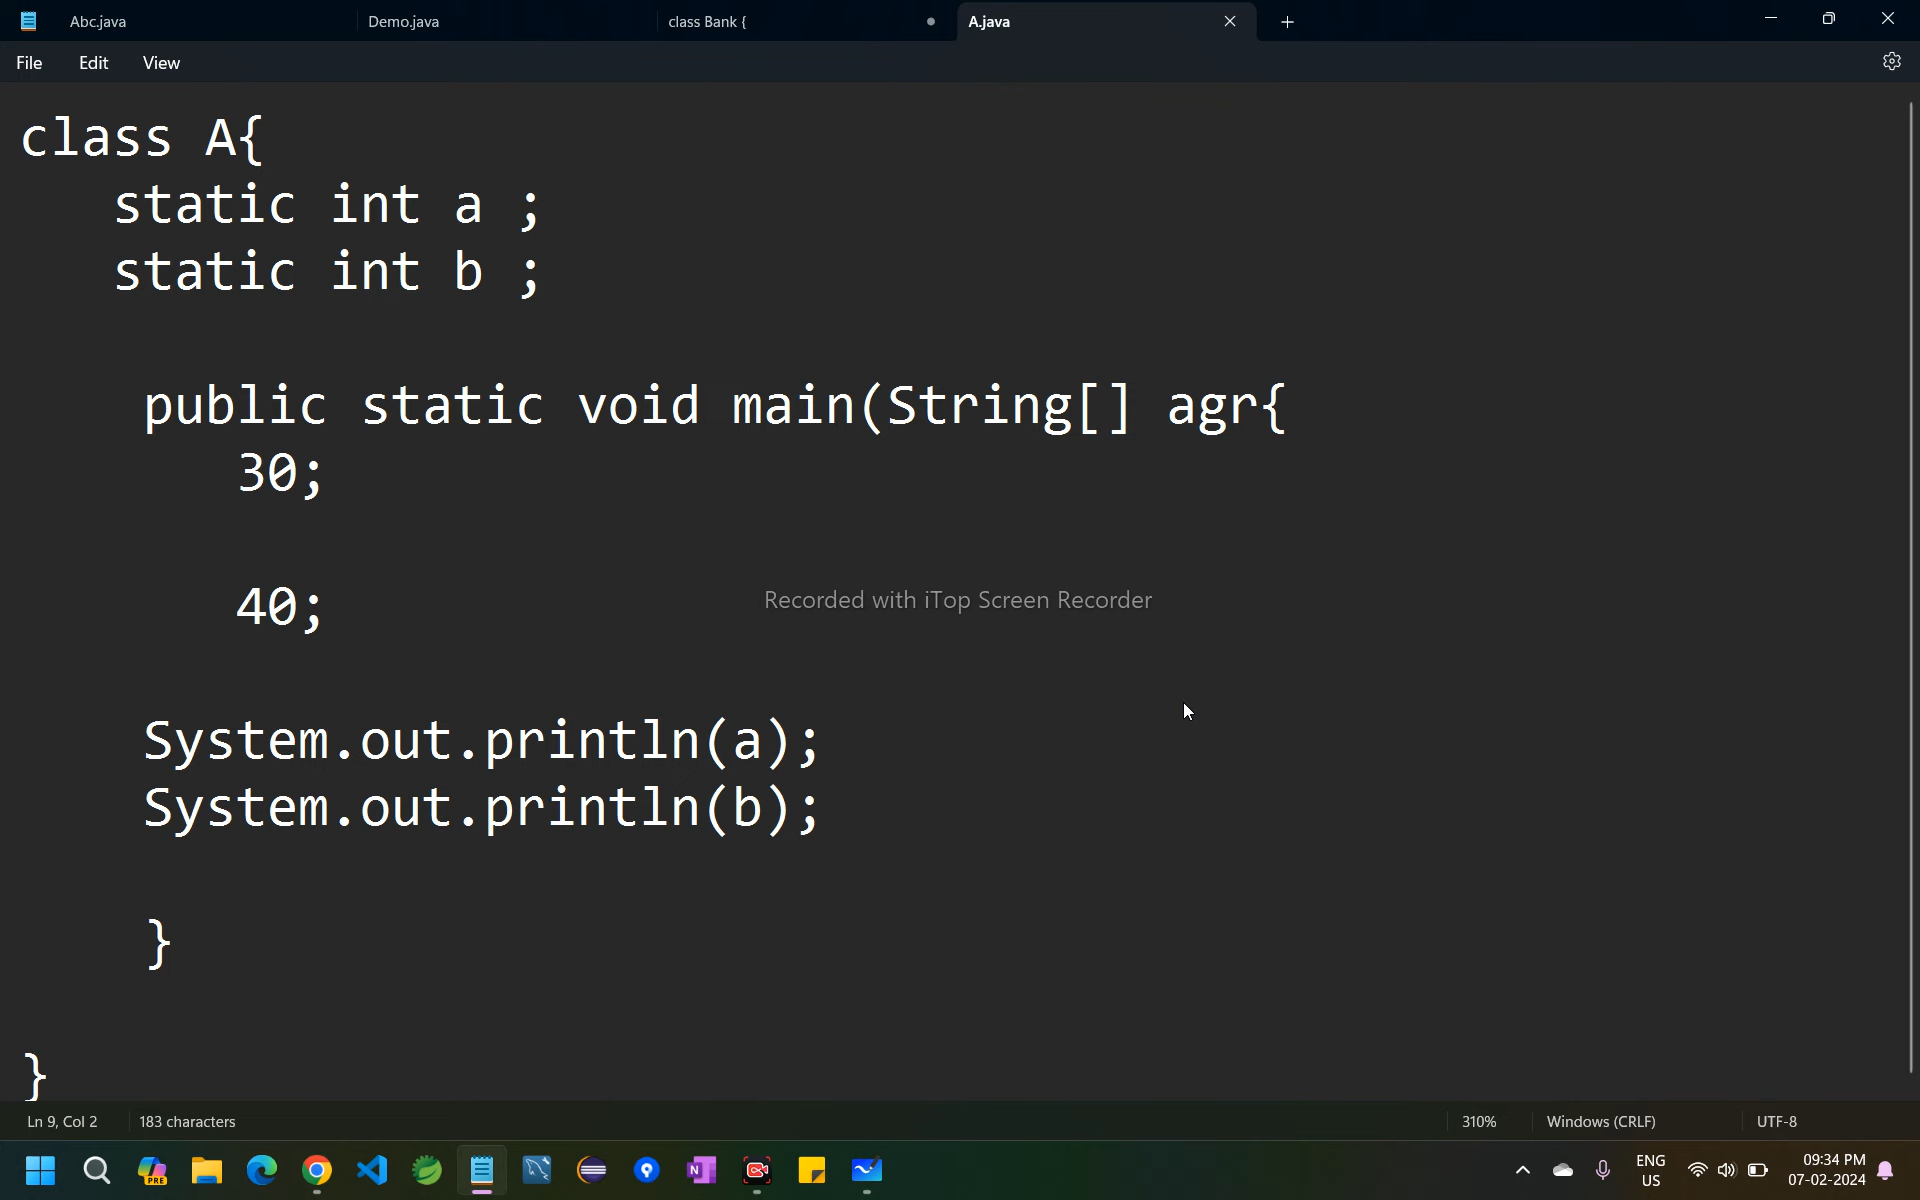 Abc.java
Demo.java
class Bank {
A.java
File
Edit
View
class A{
static int a ;
static int b ;
public static void main(String[] agr{
30;
40;
Recorded with iTop Screen Recorder
System.out.println(a);
System.out.println(b);
}
}
Ln 9, Col 2
183 characters
310%
Windows (CRLF)
UTF-8
PRE
N
ENG
US
09:34 PM
07-02-2024